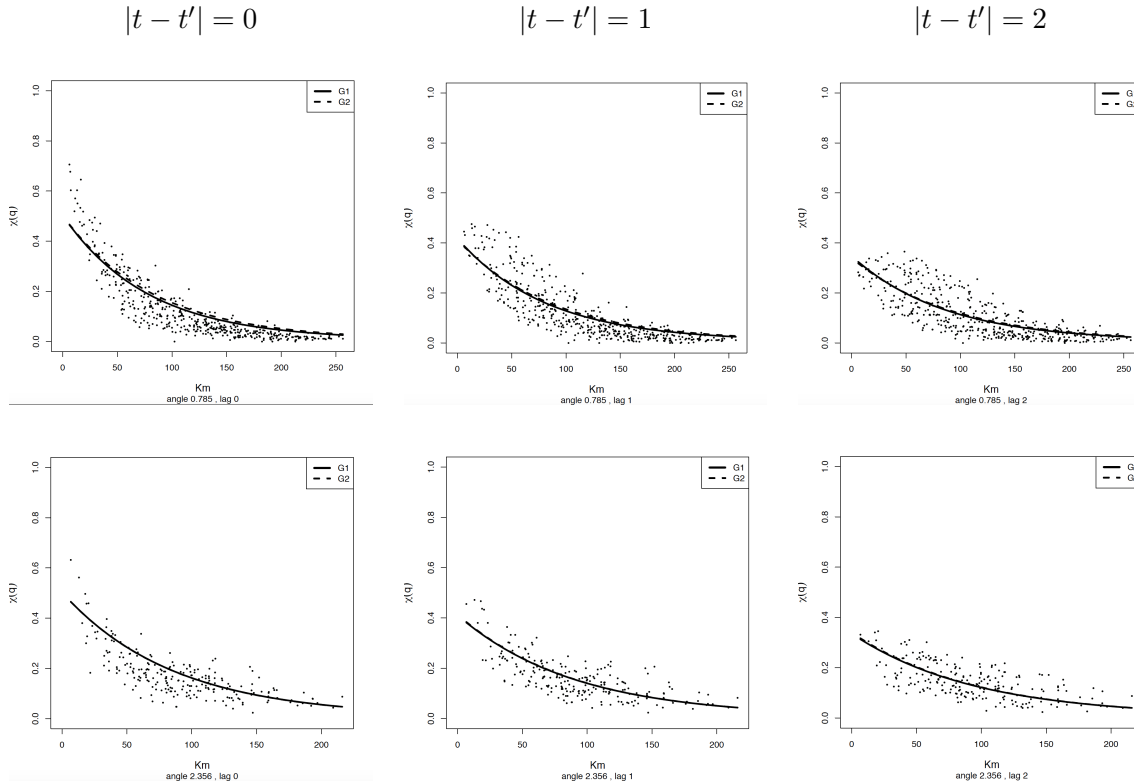 |t − t′| = 0
|t − t′| = 1
|t − t′| = 2
G1
G2
χ(q)
0.0 0.2 0.4 0.6 0.8 1.0
0 50 100 150 200 250
Km
angle 0.785 , lag 0
G1
G2
χ(q)
0.0 0.2 0.4 0.6 0.8 1.0
0 50 100 150 200 250
Km
angle 0.785 , lag 1
χ(q)
0.0 0.2 0.4 0.6 0.8 1.0
0 50 100 150 200 250
Km
angle 0.785 , lag 2
G1
G2
χ(q)
0.0 0.2 0.4 0.6 0.8 1.0
0 50 100 150 200
Km
angle 2.356 , lag 0
G1
G2
χ(q)
0.0 0.2 0.4 0.6 0.8 1.0
0 50 100 150 200
Km
angle 2.356 , lag 1
χ(q)
0.0 0.2 0.4 0.6 0.8 1.0
0 50 100 150 200
Km
angle 2.356 , lag 2